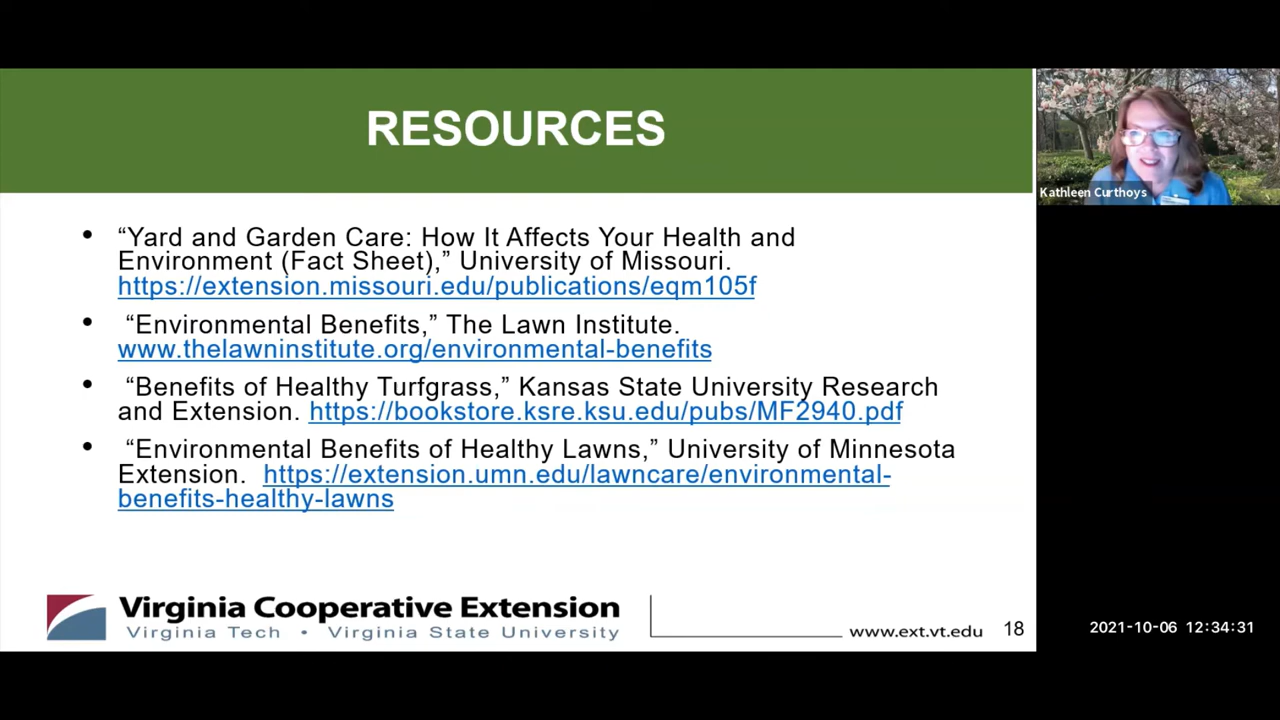 RESOURCES
• “Yard and Garden Care: How It Affects Your Health and
Environment (Fact Sheet),” University of Missouri.
https://extension.missouri.edu/publications/eqm105f
• “Environmental Benefits,” The Lawn Institute.
www.thelawninstitute.org/environmental-benefits
• “Benefits of Healthy Turfgrass,” Kansas State University Research
and Extension. https://bookstore.ksre.ksu.edu/pubs/MF2940.pdf
• “Environmental Benefits of Healthy Lawns,” University of Minnesota
Extension. https://extension.umn.edu/lawncare/environmental-
benefits-healthy-lawns
Virginia Cooperative Extension
Virginia Tech • Virginia State University
www.ext.vt.edu 18
Kathleen Curthoys
2021-10-06 12:34:31